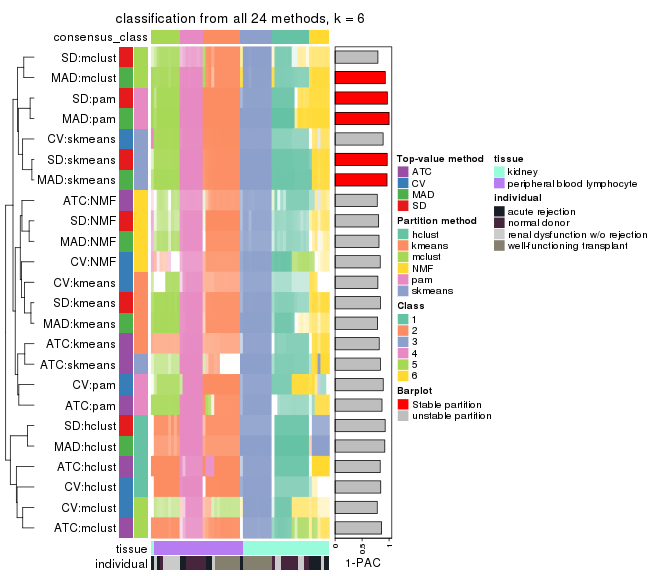 classification from all 24 methods, k = 6
consensus_class
SD:mclust
MAD:mclust
SD:pam
MAD:pam
CV:skmeans
SD:skmeans
MAD:skmeans
ATC:NMF
SD:NMF
MAD:NMF
CV:NMF
CV:kmeans
SD:kmeans
MAD:kmeans
ATC:kmeans
ATC:skmeans
CV:pam
ATC:pam
SD:hclust
MAD:hclust
ATC:hclust
CV:hclust
CV:mclust
ATC:mclust
tissue
individual
0
0.5
1
1-PAC
Top-value method
ATC
CV
MAD
SD
Partition method
hclust
kmeans
mclust
NMF
pam
skmeans
Class
1
2
3
4
5
6
Barplot
Stable partition
unstable partition
tissue
kidney
peripheral blood lymphocyte
individual
acute rejection
normal donor
renal dysfunction w/o rejection
well-functioning transplant